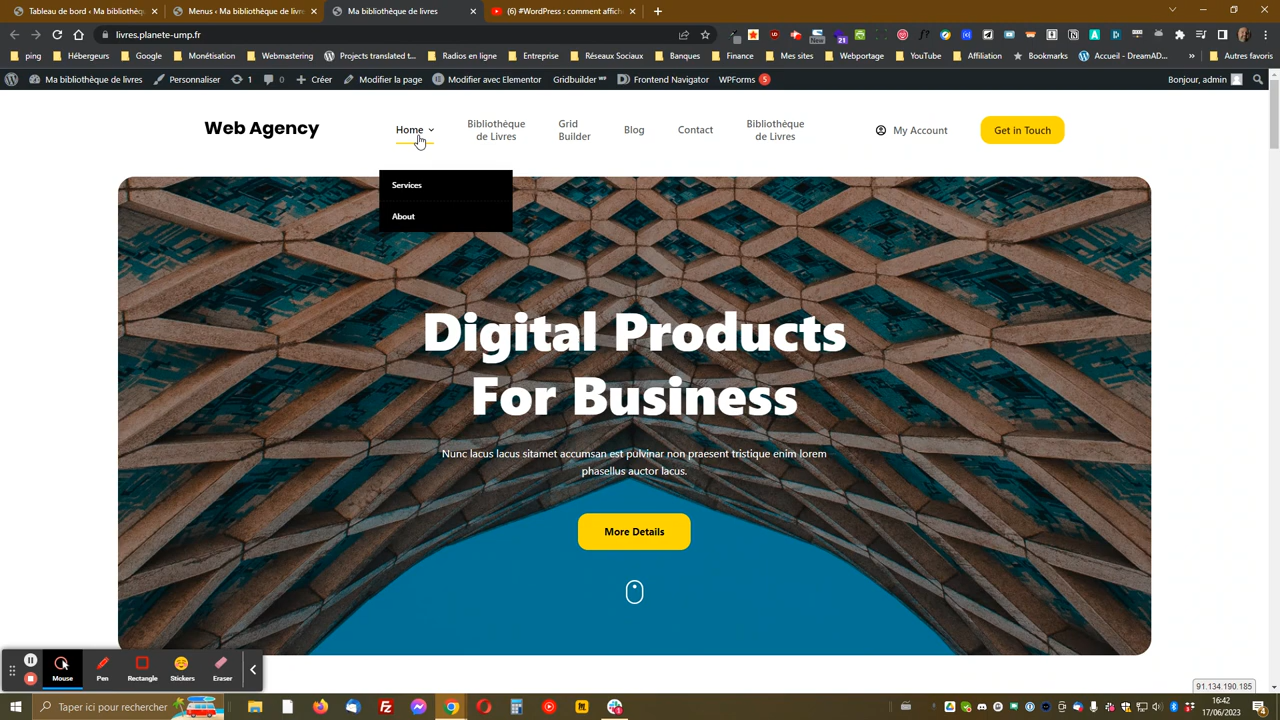 Tableau de bord ‹ Ma bibliothèqu
Menus ‹ Ma bibliothèque de livres
Ma bibliothèque de livres
(6) #WordPress : comment affich
livres.planete-ump.fr
ping
Hébergeurs
Google
Monétisation
Webmastering
Projects translated t...
Radios en ligne
Entreprise
Réseaux Sociaux
Banques
Finance
Mes sites
Webportage
YouTube
Affiliation
Accueil - DreamAD...
»
Autres favoris
Ma bibliothèque de livres
Personnaliser
1
0
Créer
Modifier la page
Modifier avec Elementor
Gridbuilder WP
Frontend Navigator
WPForms
5
Bonjour, admin
Web Agency
Home
Bibliothèque
de Livres
Grid
Builder
Blog
Contact
Bibliothèque
de Livres
My Account
Get in Touch
Services
About
Digital Products
For Business
Nunc lacus lacus sitamet accumsan est pulvinar non praesent tristique enim lorem
phasellus auctor lacus.
More Details
Mouse
Pen
Rectangle
Stickers
Eraser
91.134.190.185
Taper ici pour rechercher
16:42
17/06/2023